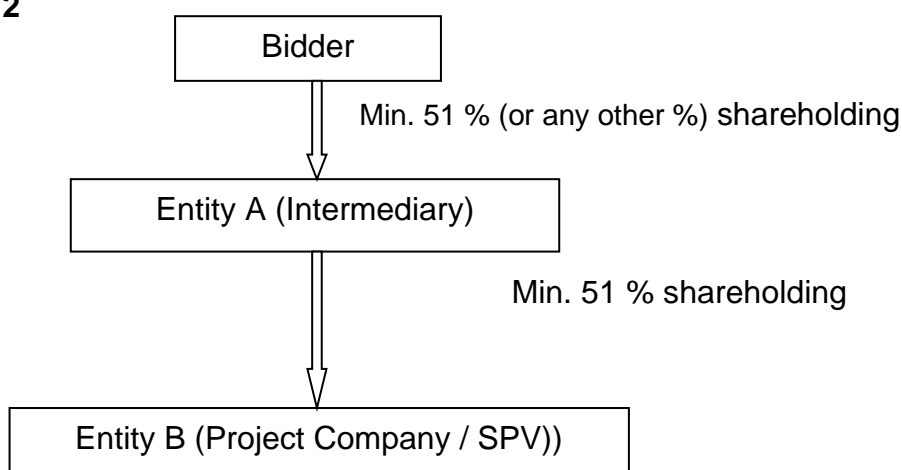 2
Bidder
Min. 51 % (or any other %) shareholding
Entity A (Intermediary)
Min. 51 % shareholding
Entity B (Project Company / SPV))